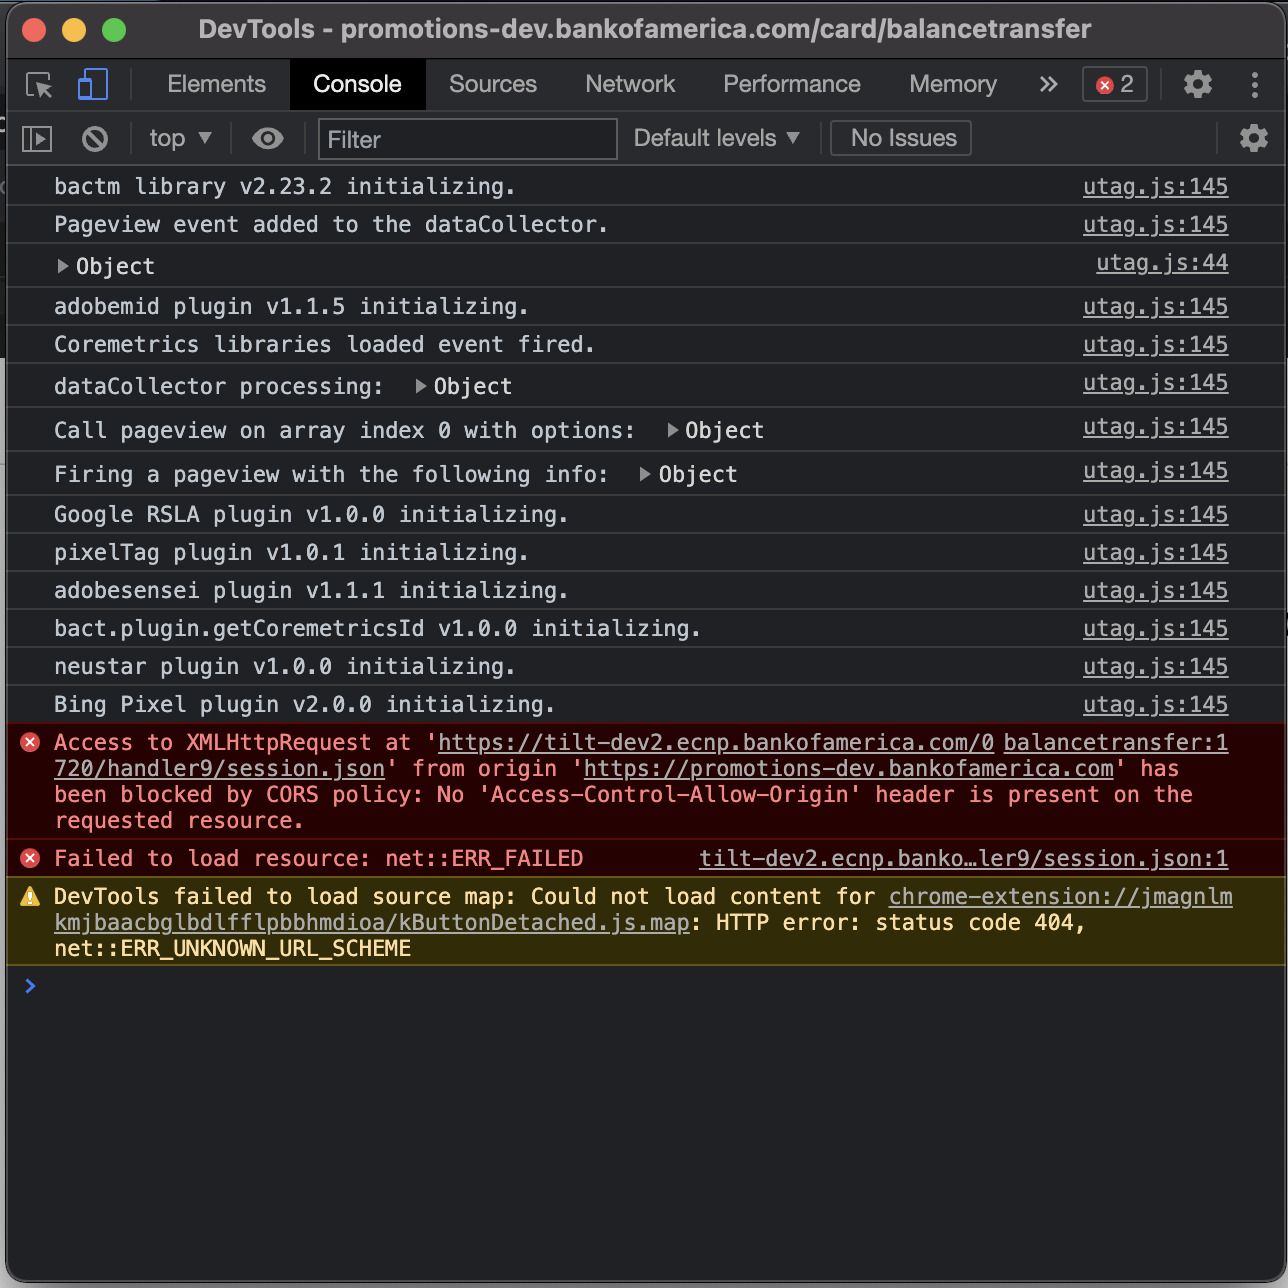 DevTools - promotions-dev.bankofamerica.com/card/balancetransfer
Elements Console Sources Network Performance Memory 2
top Filter Default levels No Issues
bactm library v2.23.2 initializing. utag.js:145
Pageview event added to the dataCollector. utag.js:145
Object utag.js:44
adobemid plugin v1.1.5 initializing. utag.js:145
Coremetrics libraries loaded event fired. utag.js:145
dataCollector processing: Object utag.js:145
Call pageview on array index 0 with options: Object utag.js:145
Firing a pageview with the following info: Object utag.js:145
Google RSLA plugin v1.0.0 initializing. utag.js:145
pixelTag plugin v1.0.1 initializing. utag.js:145
adobesensei plugin v1.1.1 initializing. utag.js:145
bact.plugin.getCoremetricsId v1.0.0 initializing. utag.js:145
neustar plugin v1.0.0 initializing. utag.js:145
Bing Pixel plugin v2.0.0 initializing. utag.js:145
Access to XMLHttpRequest at 'https://tilt-dev2.ecnp.bankofamerica.com/0 balancetransfer:1
720/handler9/session.json' from origin 'https://promotions-dev.bankofamerica.com' has
been blocked by CORS policy: No 'Access-Control-Allow-Origin' header is present on the
requested resource.
Failed to load resource: net::ERR_FAILED tilt-dev2.ecnp.banko…ler9/session.json:1
DevTools failed to load source map: Could not load content for chrome-extension://jmagnlm
kmjbaacbglbdlfflpbbhmdioa/kButtonDetached.js.map: HTTP error: status code 404,
net::ERR_UNKNOWN_URL_SCHEME